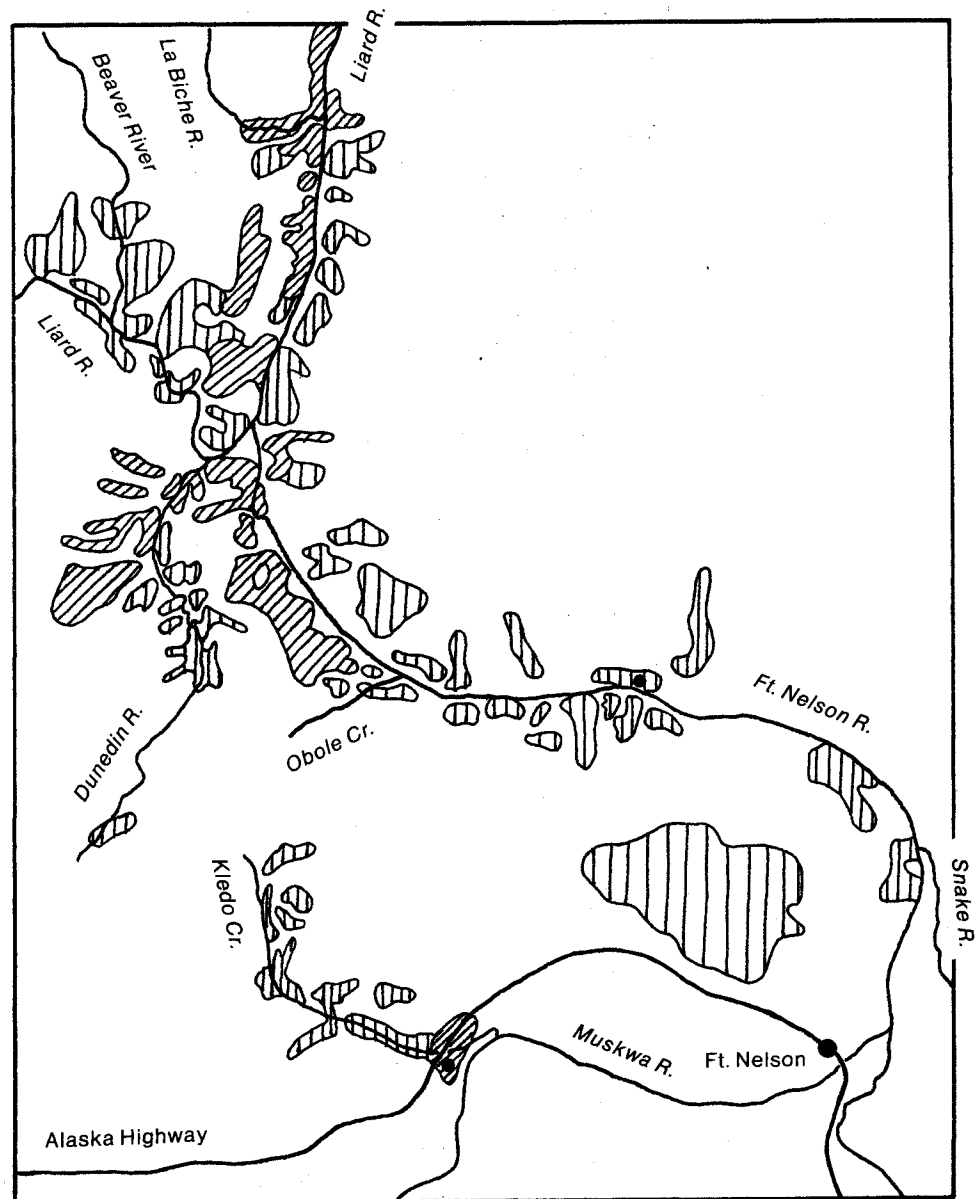 Liard R.
La Biche R.
Beaver River
Liard R.
Ft. Nelson R.
Obole Cr.
Dunedin R.
Kledo Cr.
Snake R.
Muskwa R.
Ft. Nelson
Alaska Highway